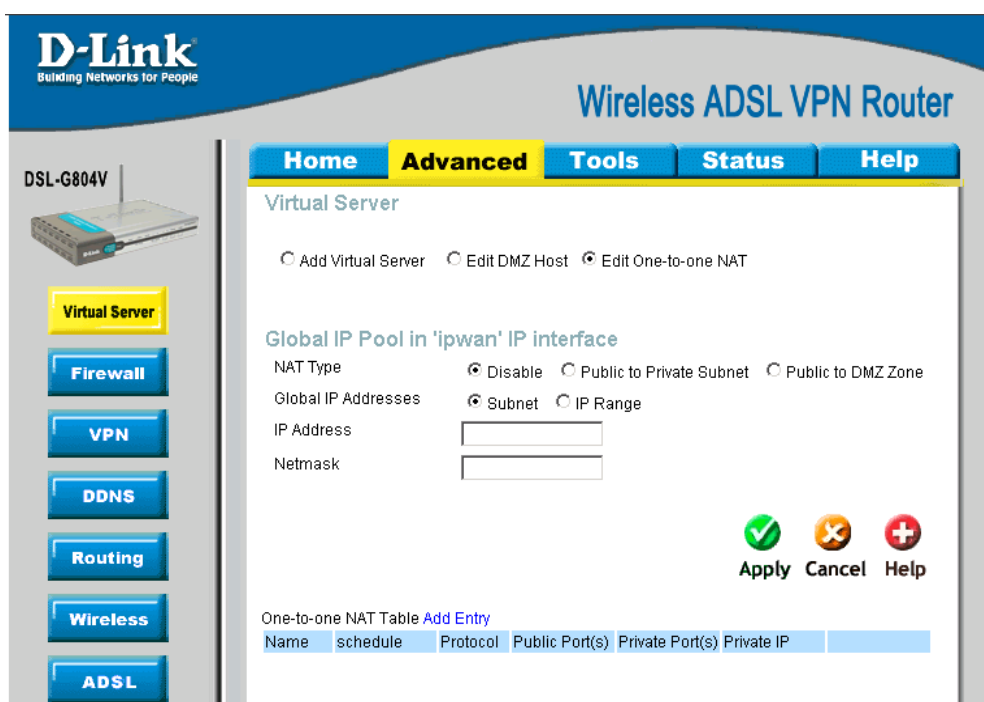 D-Link
Building Networks for People
Wireless ADSL VPN Router
DSL-G804V
Home Advanced Tools Status Help
Virtual Server
Firewall
VPN
DDNS
Routing
Wireless
ADSL
Virtual Server
Add Virtual Server Edit DMZ Host Edit One-to-one NAT
Global IP Pool in 'ipwan' IP interface
NAT Type Disable Public to Private Subnet Public to DMZ Zone
Global IP Addresses Subnet IP Range
IP Address
Netmask
Apply Cancel Help
One-to-one NAT Table Add Entry
Name schedule Protocol Public Port(s) Private Port(s) Private IP